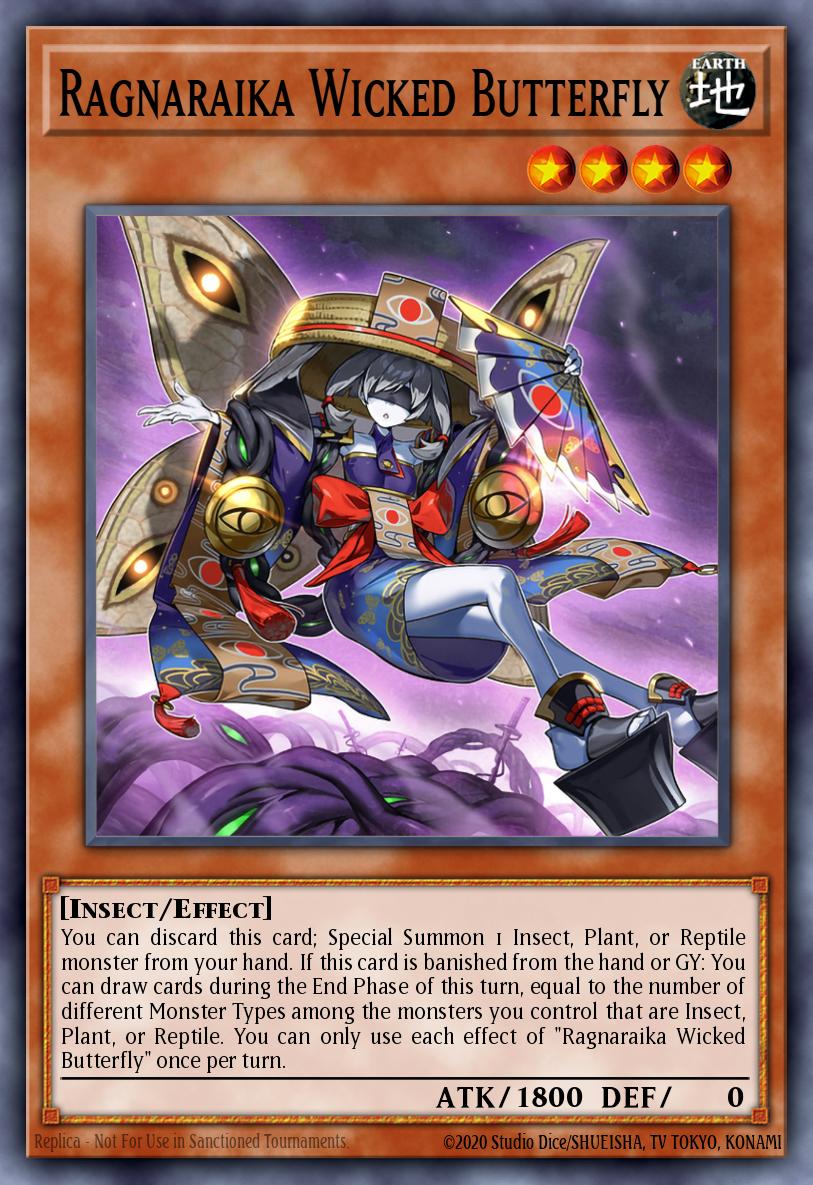 Ragnaraika Wicked Butterfly
EARTH
地
[Insect/Effect]
You can discard this card; Special Summon 1 Insect, Plant, or Reptile
monster from your hand. If this card is banished from the hand or GY: You
can draw cards during the End Phase of this turn, equal to the number of
different Monster Types among the monsters you control that are Insect,
Plant, or Reptile. You can only use each effect of "Ragnaraika Wicked
Butterfly" once per turn.
ATK/1800 DEF/ 0
Replica - Not For Use in Sanctioned Tournaments.
©2020 Studio Dice/SHUEISHA, TV TOKYO, KONAMI